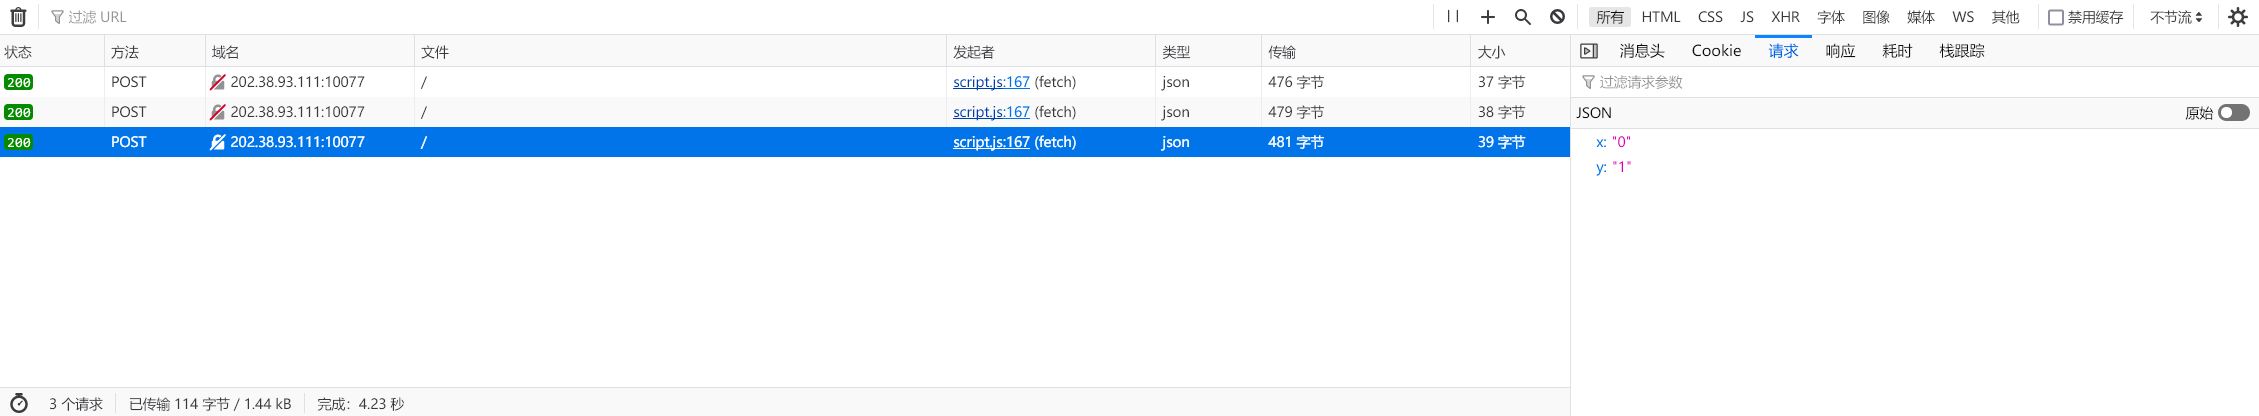 过滤 URL
所有 HTML CSS JS XHR 字体 图像 媒体 WS 其他 禁用缓存 不节流
状态 方法 域名 文件 发起者 类型 传输 大小
200 POST 202.38.93.111:10077 / script.js:167 (fetch) json 476 字节 37 字节
200 POST 202.38.93.111:10077 / script.js:167 (fetch) json 479 字节 38 字节
200 POST 202.38.93.111:10077 / script.js:167 (fetch) json 481 字节 39 字节
3 个请求 已传输 114 字节 / 1.44 kB 完成：4.23 秒
消息头 Cookie 请求 响应 耗时 栈跟踪
过滤请求参数
JSON 原始
x: "0"
y: "1"